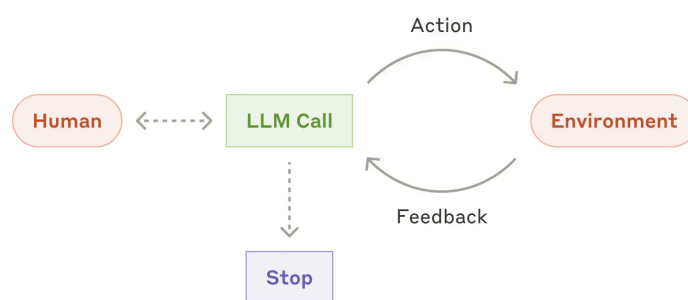 Action
Human
LLM Call
Environment
Feedback
Stop